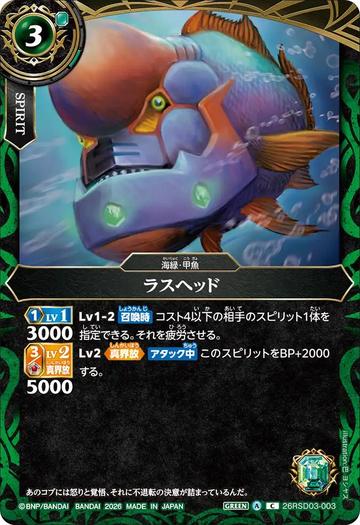 3
SPIRIT
海緑・甲魚
ラスヘッド
1 LV1 3000
Lv1-2 召喚時 コスト4以下の相手のスピリット1体を
指定できる。それを疲労させる。
3 LV2 真界放 5000
Lv2 真界放 アタック中 このスピリットをBP+2000
する。
あのコブには怒りと覚悟、それに不退転の決意が詰まっているんだ。
©BNP/BANDAI BANDAI 2026 MADE IN JAPAN
GREEN A C 26RSD03-003